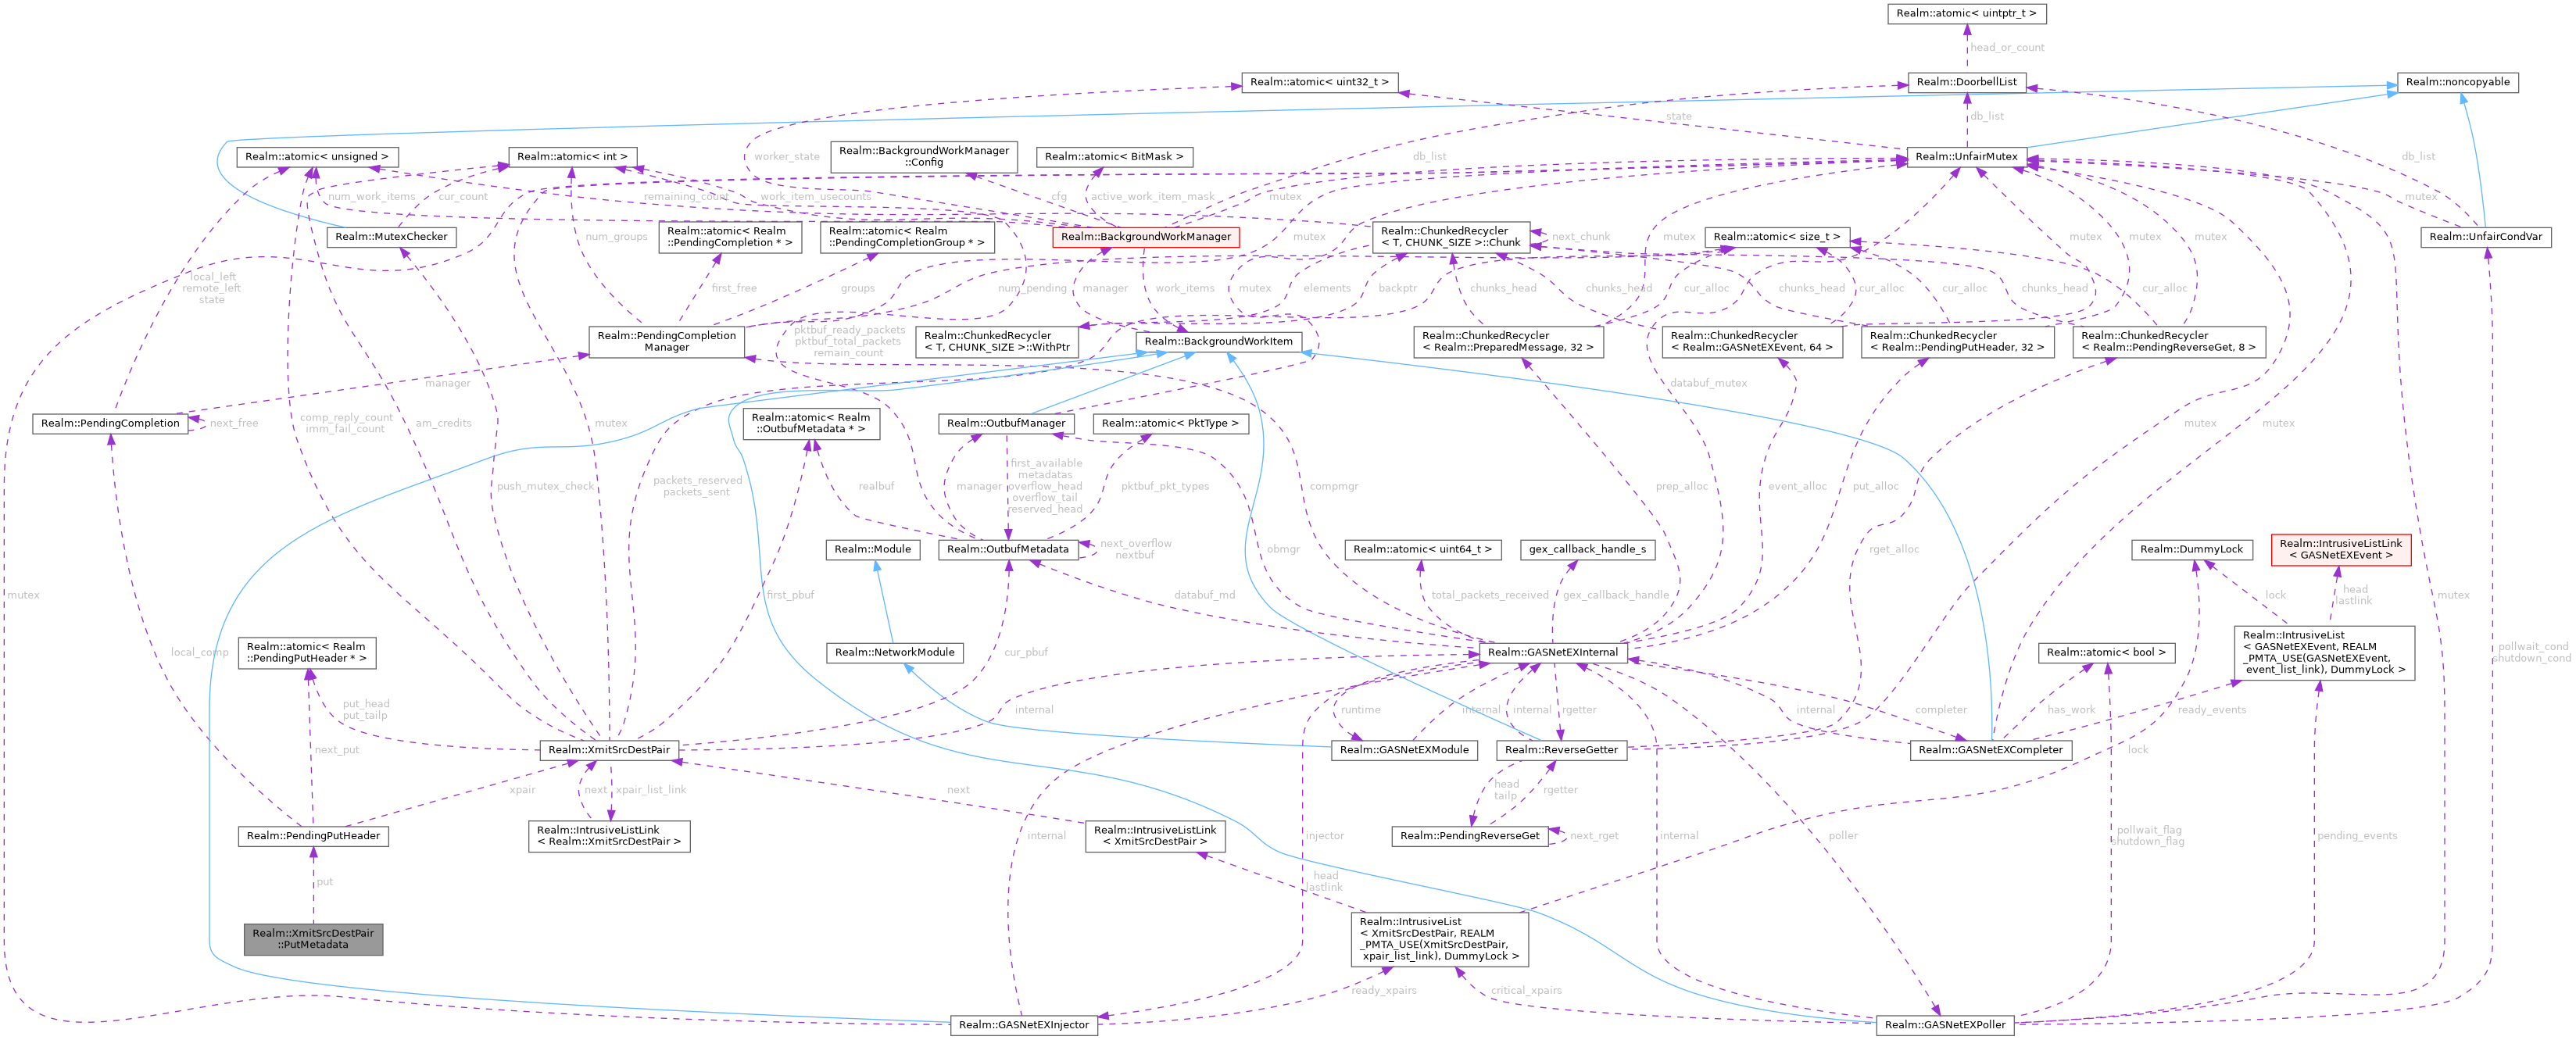 Realm::atomic< uintptr_t >
head_or_count
Realm::atomic< uint32_t >
Realm::DoorbellList
Realm::noncopyable
state
db_list
Realm::atomic< unsigned >
Realm::atomic< int >
Realm::BackgroundWorkManager
::Config
Realm::atomic< BitMask >
Realm::UnfairMutex
worker_state
db_list
db_list
num_work_items
cur_count
remaining_count
work_item_usecounts
cfg
active_work_item_mask
mutex
mutex
Realm::MutexChecker
num_groups
Realm::atomic< Realm
::PendingCompletion * >
Realm::atomic< Realm
::PendingCompletionGroup * >
Realm::BackgroundWorkManager
mutex
Realm::ChunkedRecycler
< T, CHUNK_SIZE >::Chunk
next_chunk
mutex
Realm::atomic< size_t >
mutex
mutex
mutex
Realm::UnfairCondVar
local_left
remote_left
state
first_free
groups
num_pending
manager
work_items
mutex
elements
backptr
chunks_head
cur_alloc
chunks_head
cur_alloc
cur_alloc
chunks_head
chunks_head
cur_alloc
Realm::PendingCompletion
Manager
pktbuf_ready_packets
pktbuf_total_packets
remain_count
Realm::ChunkedRecycler
< T, CHUNK_SIZE >::WithPtr
Realm::BackgroundWorkItem
Realm::ChunkedRecycler
< Realm::PreparedMessage, 32 >
Realm::ChunkedRecycler
< Realm::GASNetEXEvent, 64 >
Realm::ChunkedRecycler
< Realm::PendingPutHeader, 32 >
Realm::ChunkedRecycler
< Realm::PendingReverseGet, 8 >
manager
databuf_mutex
Realm::PendingCompletion
next_free
comp_reply_count
imm_fail_count
am_credits
mutex
Realm::atomic< Realm
::OutbufMetadata * >
Realm::OutbufManager
Realm::atomic< PktType >
mutex
mutex
push_mutex_check
packets_reserved
packets_sent
realbuf
manager
first_available
metadatas
overflow_head
overflow_tail
reserved_head
pktbuf_pkt_types
compmgr
prep_alloc
event_alloc
put_alloc
Realm::Module
Realm::OutbufMetadata
next_overflow
nextbuf
obmgr
Realm::atomic< uint64_t >
gex_callback_handle_s
rget_alloc
Realm::DummyLock
Realm::IntrusiveListLink
< GASNetEXEvent >
mutex
first_pbuf
databuf_md
total_packets_received
gex_callback_handle
lock
head
lastlink
mutex
Realm::atomic< Realm
::PendingPutHeader * >
local_comp
Realm::NetworkModule
cur_pbuf
Realm::GASNetEXInternal
Realm::atomic< bool >
Realm::IntrusiveList
< GASNetEXEvent, REALM
_PMTA_USE(GASNetEXEvent,
event_list_link), DummyLock >
pollwait_cond
shutdown_cond
put_head
put_tailp
internal
runtime
internal
internal
rgetter
internal
completer
has_work
ready_events
next_put
Realm::XmitSrcDestPair
Realm::GASNetEXModule
Realm::ReverseGetter
Realm::GASNetEXCompleter
lock
xpair
next
xpair_list_link
next
head
tailp
rgetter
Realm::PendingPutHeader
Realm::IntrusiveListLink
< Realm::XmitSrcDestPair >
internal
Realm::IntrusiveListLink
< XmitSrcDestPair >
injector
Realm::PendingReverseGet
next_rget
internal
poller
pollwait_flag
shutdown_flag
pending_events
put
head
lastlink
Realm::XmitSrcDestPair
::PutMetadata
Realm::IntrusiveList
< XmitSrcDestPair, REALM
_PMTA_USE(XmitSrcDestPair,
xpair_list_link), DummyLock >
ready_xpairs
critical_xpairs
Realm::GASNetEXInjector
Realm::GASNetEXPoller